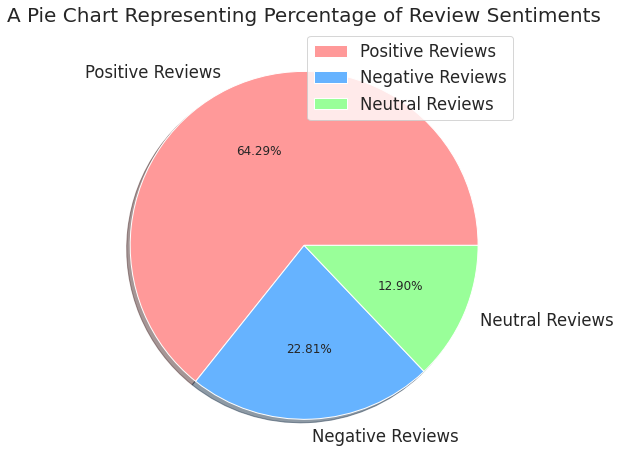 A Pie Chart Representing Percentage of Review Sentiments
Positive Reviews
Negative Reviews
Neutral Reviews
Positive Reviews
64.29%
12.90%
Neutral Reviews
22.81%
Negative Reviews